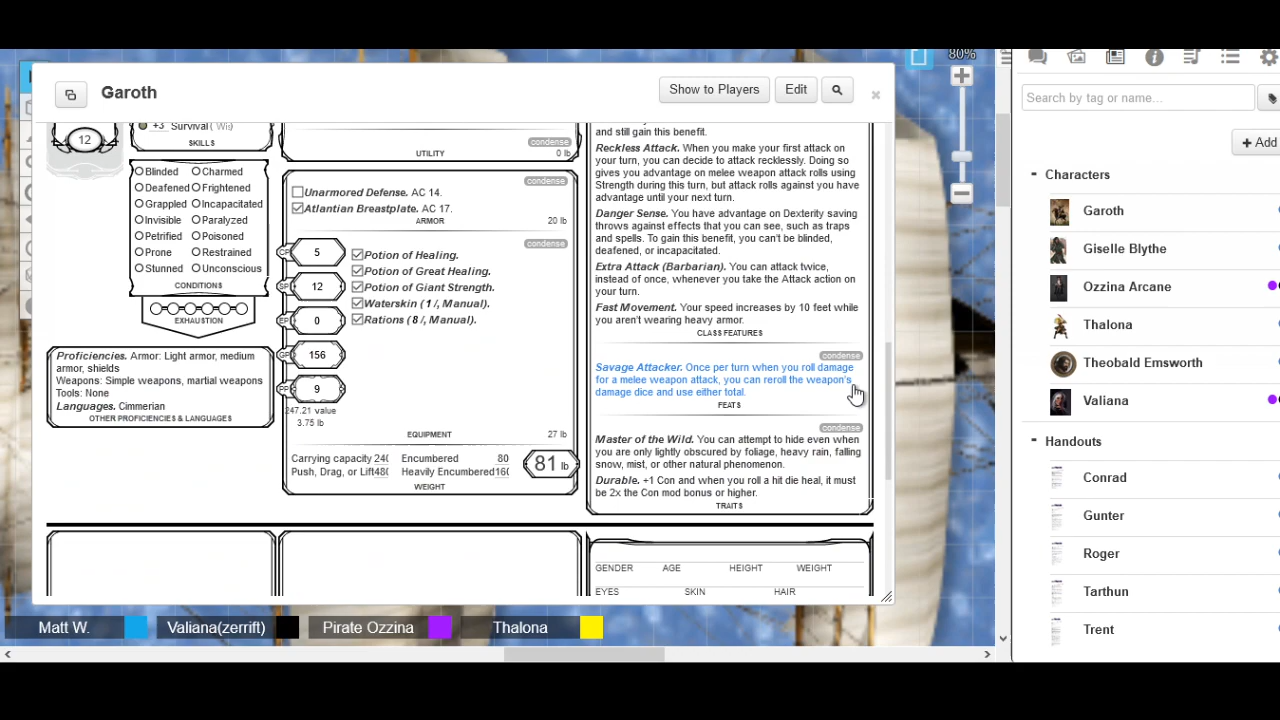 80%
Garoth
Show to Players
Edit
Search by tag or name...
Add
12
+3 Survival (Wis)
SKILLS
Blinded Charmed
Deafened Frightened
Grappled Incapacitated
Invisible Paralyzed
Petrified Poisoned
Prone Restrained
Stunned Unconscious
CONDITIONS
EXHAUSTION
Proficiencies. Armor: Light armor, medium
armor, shields
Weapons: Simple weapons, martial weapons
Tools: None
Languages. Cimmerian
OTHER PROFICIENCIES & LANGUAGES
condense
UTILITY
0 lb
condense
Unarmored Defense. AC 14.
Atlantian Breastplate. AC 17.
ARMOR
20 lb
condense
CP 5
SP 12
EP 0
GP 156
PP 9
247.21 value
3.75 lb
Potion of Healing.
Potion of Great Healing.
Potion of Giant Strength.
Waterskin (1/, Manual).
Rations (8/, Manual).
EQUIPMENT
27 lb
Carrying capacity 240 Encumbered 80
Push, Drag, or Lift 480 Heavily Encumbered 160
81 lb
WEIGHT
and still gain this benefit.
Reckless Attack. When you make your first attack on
your turn, you can decide to attack recklessly. Doing so
gives you advantage on melee weapon attack rolls using
Strength during this turn, but attack rolls against you have
advantage until your next turn.
Danger Sense. You have advantage on Dexterity saving
throws against effects that you can see, such as traps
and spells. To gain this benefit, you can't be blinded,
deafened, or incapacitated.
Extra Attack (Barbarian). You can attack twice,
instead of once, whenever you take the Attack action on
your turn.
Fast Movement. Your speed increases by 10 feet while
you aren't wearing heavy armor.
CLASS FEATURES
condense
Savage Attacker. Once per turn when you roll damage
for a melee weapon attack, you can reroll the weapon's
damage dice and use either total.
FEATS
condense
Master of the Wild. You can attempt to hide even when
you are only lightly obscured by foliage, heavy rain, falling
snow, mist, or other natural phenomenon.
Durable. +1 Con and when you roll a hit die heal, it must
be 2x the Con mod bonus or higher.
TRAITS
GENDER AGE HEIGHT WEIGHT
EYES SKIN HAIR
Characters
Garoth
Giselle Blythe
Ozzina Arcane
Thalona
Theobald Emsworth
Valiana
Handouts
Conrad
Gunter
Roger
Tarthun
Trent
Matt W.
Valiana(zerrift)
Pirate Ozzina
Thalona